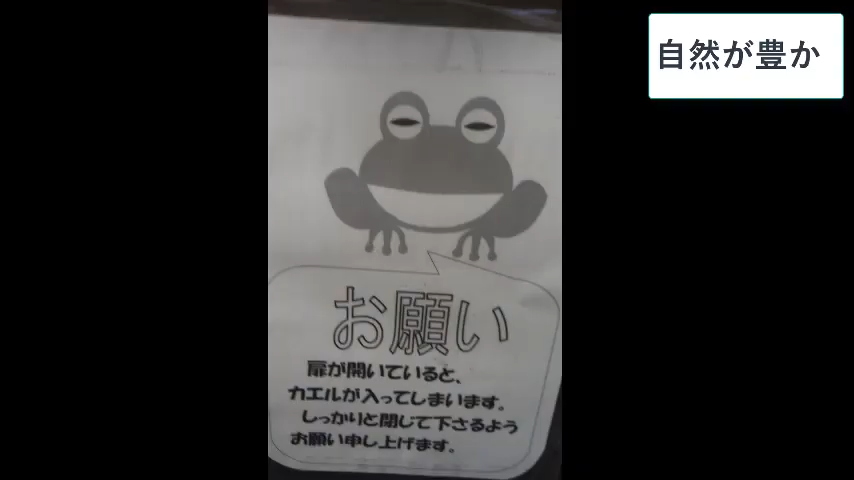 自然が豊か
お願い
扉が開いていると、
カエルが入ってしまいます。
しっかりと閉じて下さるよう
お願い申し上げます。